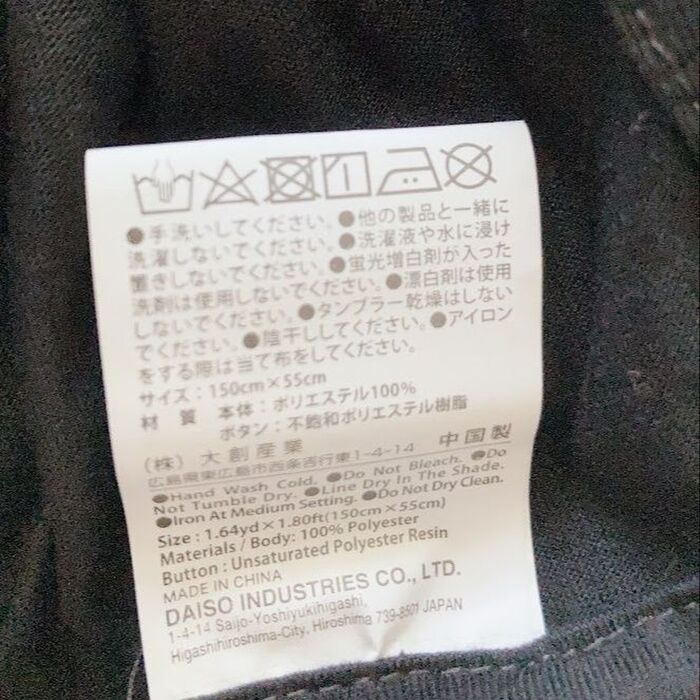 ●手洗いしてください。●他の製品と一緒に
洗濯しないでください。●洗濯液や水に浸け
置きしないでください。●蛍光増白剤が入った
洗剤は使用しないでください。●漂白剤は使用
しないでください。●タンブラー乾燥はしない
でください。●陰干ししてください。●アイロン
をする際は当て布をしてください。
サイズ：150cm×55cm
材　質　本体：ポリエステル100%
ボタン：不飽和ポリエステル樹脂
（株）大創産業　中国製
広島県東広島市西条吉行東1-4-14
●Hand Wash Cold. ●Do Not Bleach. ●Do
Not Tumble Dry. ●Line Dry In The Shade.
●Iron At Medium Setting. ●Do Not Dry Clean.
Size : 1.64yd×1.80ft(150cm×55cm)
Materials / Body: 100% Polyester
Button : Unsaturated Polyester Resin
MADE IN CHINA
DAISO INDUSTRIES CO., LTD.
1-4-14 Saijo-Yoshiyukihigashi,
Higashihiroshima-City, Hiroshima 739-8501 JAPAN